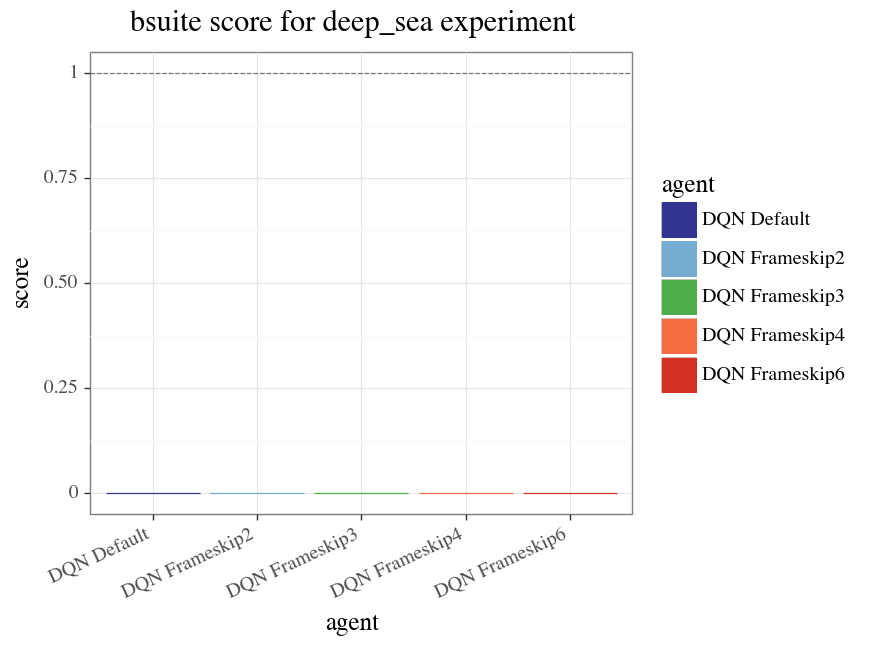 bsuite score for deep_sea experiment
1
0.75
0.50
0.25
0
score
DQN Default
DQN Frameskip2
DQN Frameskip3
DQN Frameskip4
DQN Frameskip6
agent
agent
DQN Default
DQN Frameskip2
DQN Frameskip3
DQN Frameskip4
DQN Frameskip6